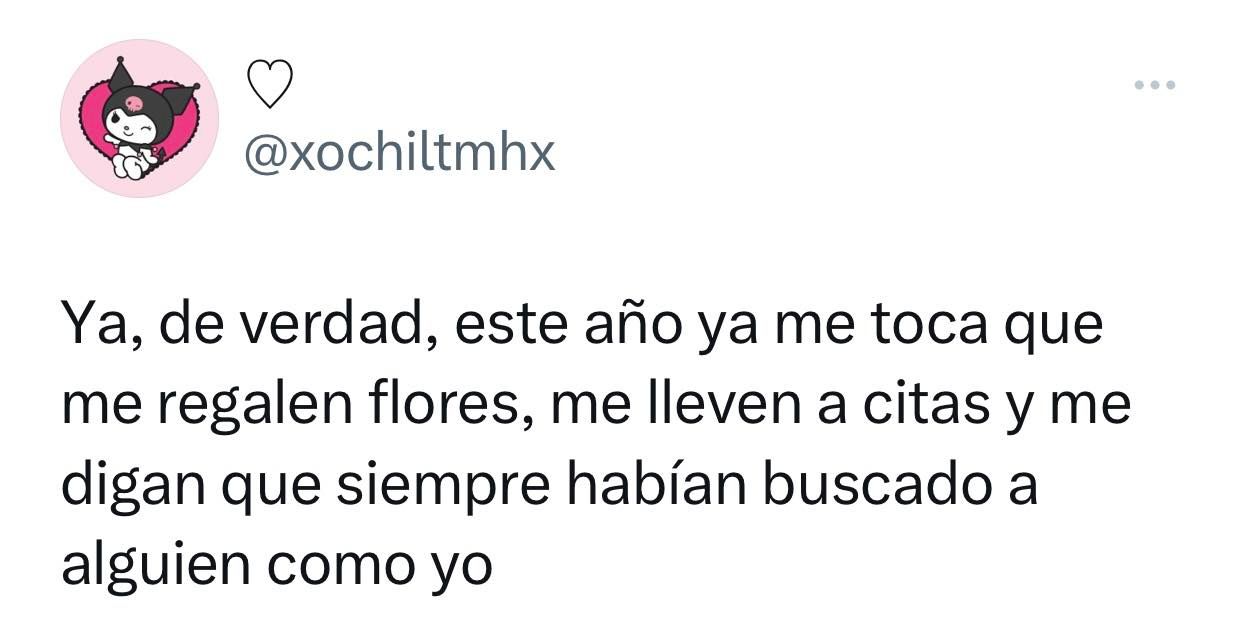 ♡
@xochiltmhx
Ya, de verdad, este año ya me toca que
me regalen flores, me lleven a citas y me
digan que siempre habían buscado a
alguien como yo